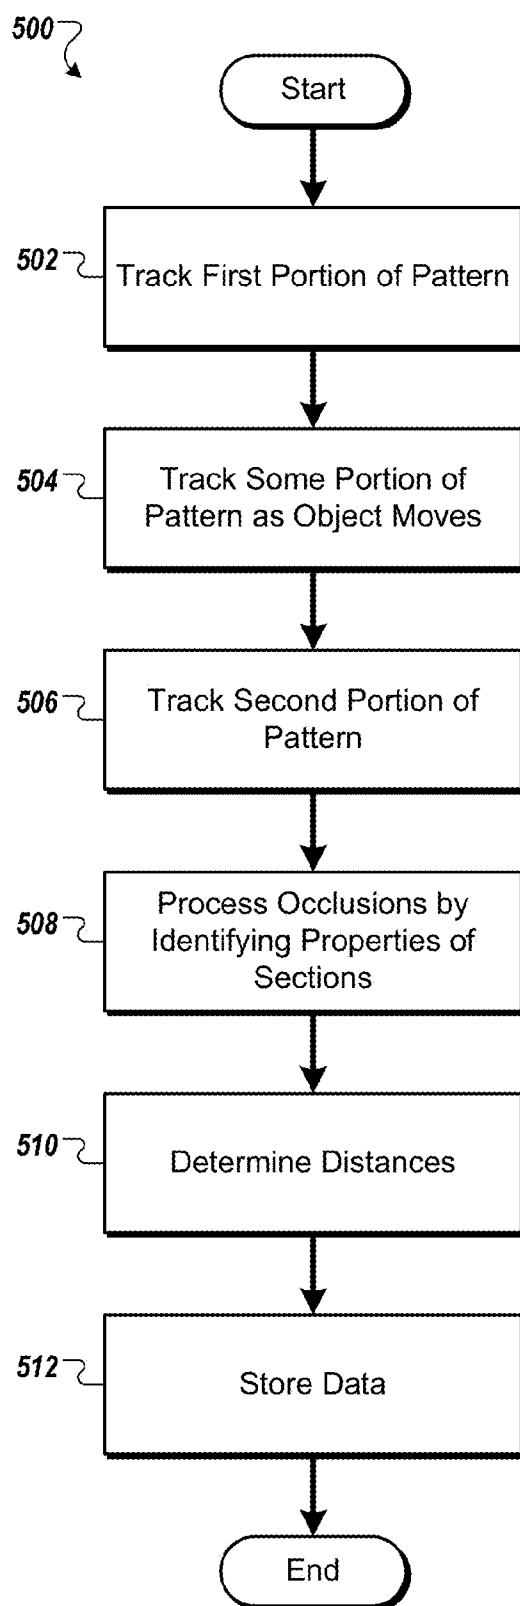 500
Start
502
Track First Portion of Pattern
504
Track Some Portion of
Pattern as Object Moves
506
Track Second Portion of
Pattern
508
Process Occlusions by
Identifying Properties of
Sections
510
Determine Distances
512
Store Data
End